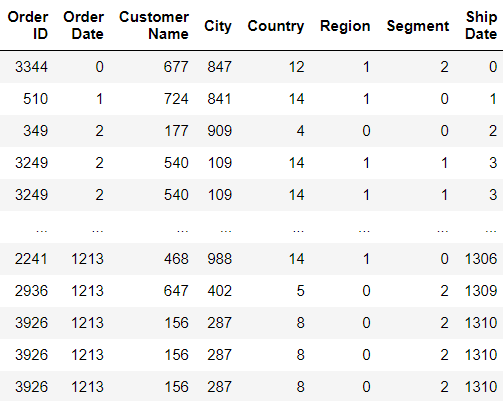 Order ID Order Date Customer Name City Country Region Segment Ship Date
3344 0 677 847 12 1 2 0
510 1 724 841 14 1 0 1
349 2 177 909 4 0 0 2
3249 2 540 109 14 1 1 3
3249 2 540 109 14 1 1 3
... ... ... ... ... ... ... ...
2241 1213 468 988 14 1 0 1306
2936 1213 647 402 5 0 2 1309
3926 1213 156 287 8 0 2 1310
3926 1213 156 287 8 0 2 1310
3926 1213 156 287 8 0 2 1310